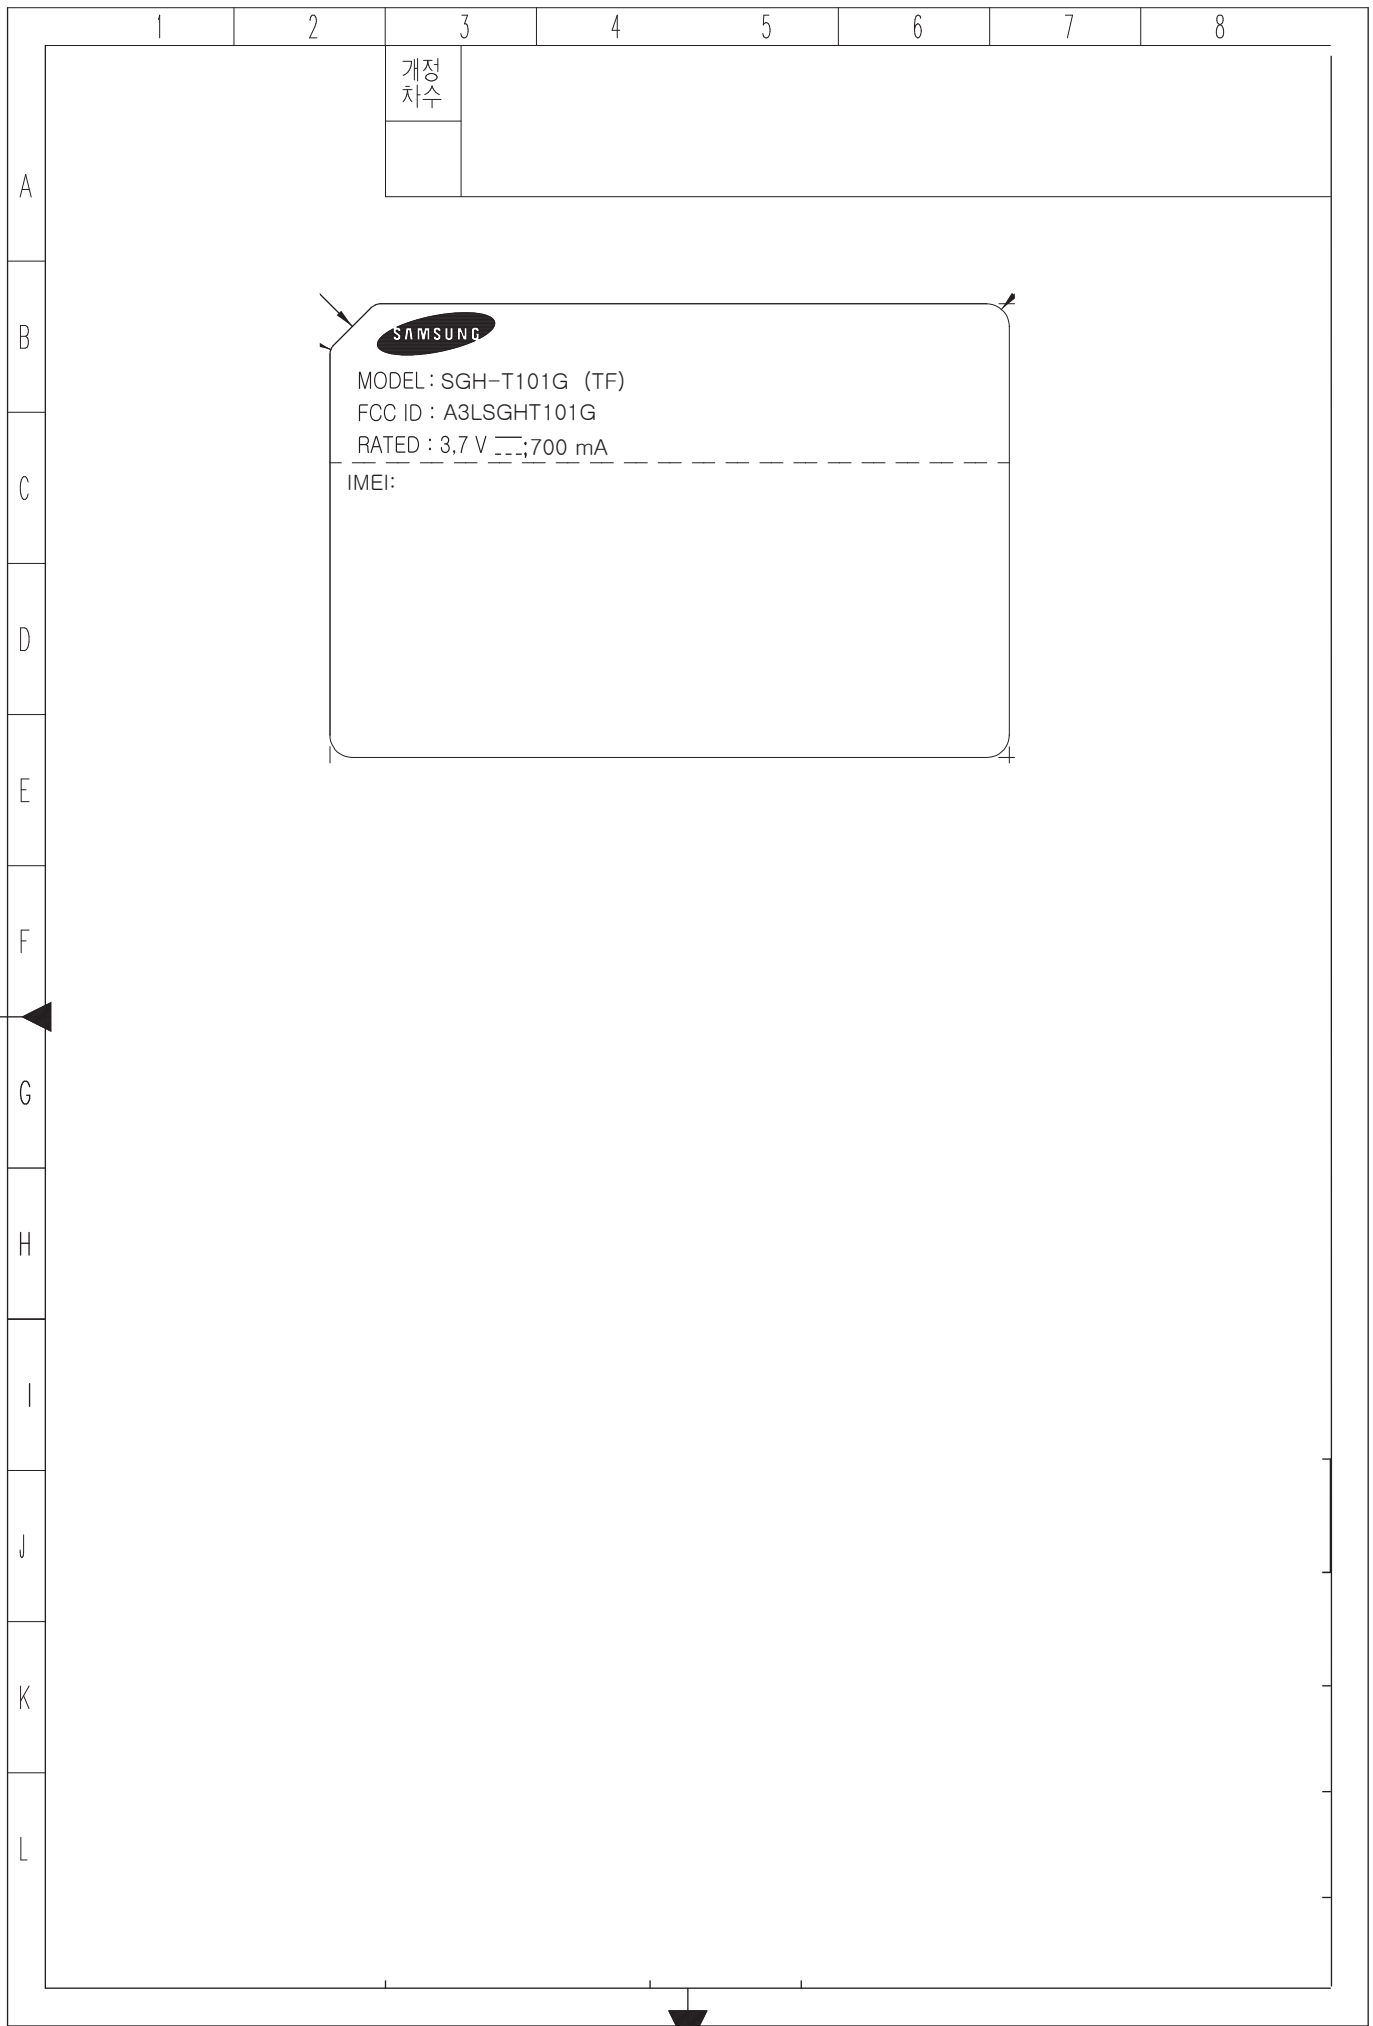 1 2 3 4 5 6 7 8
개정
차수
A
B
SAMSUNG
MODEL : SGH-T101G (TF)
FCC ID : A3LSGHT101G
RATED : 3,7 V ⎓;700 mA
C
IMEI:
D
E
F
G
H
I
J
K
L